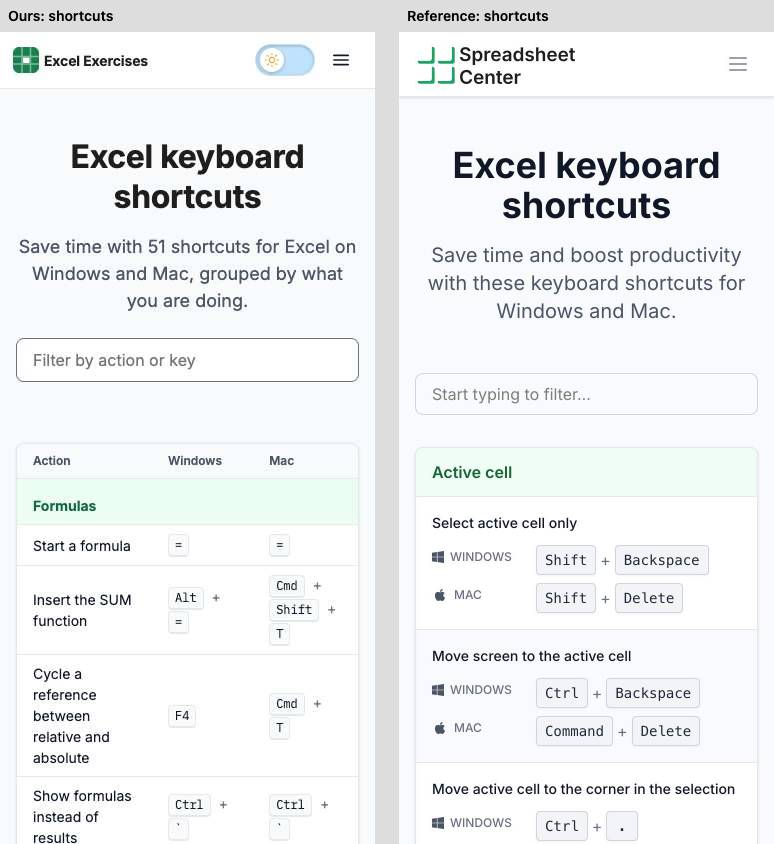 Ours: shortcuts
Excel Exercises
Excel keyboard
shortcuts
Save time with 51 shortcuts for Excel on
Windows and Mac, grouped by what
you are doing.
Filter by action or key
Action Windows Mac
Formulas
Start a formula = =
Insert the SUM
function
Alt +
=
Cmd +
Shift +
T
Cycle a
reference
between
relative and
absolute
F4
Cmd +
T
Show formulas
instead of
results
Ctrl +
`
Ctrl +
`
Reference: shortcuts
Spreadsheet
Center
Excel keyboard
shortcuts
Save time and boost productivity
with these keyboard shortcuts for
Windows and Mac.
Start typing to filter...
Active cell
Select active cell only
WINDOWS Shift + Backspace
MAC Shift + Delete
Move screen to the active cell
WINDOWS Ctrl + Backspace
MAC Command + Delete
Move active cell to the corner in the selection
WINDOWS Ctrl + .